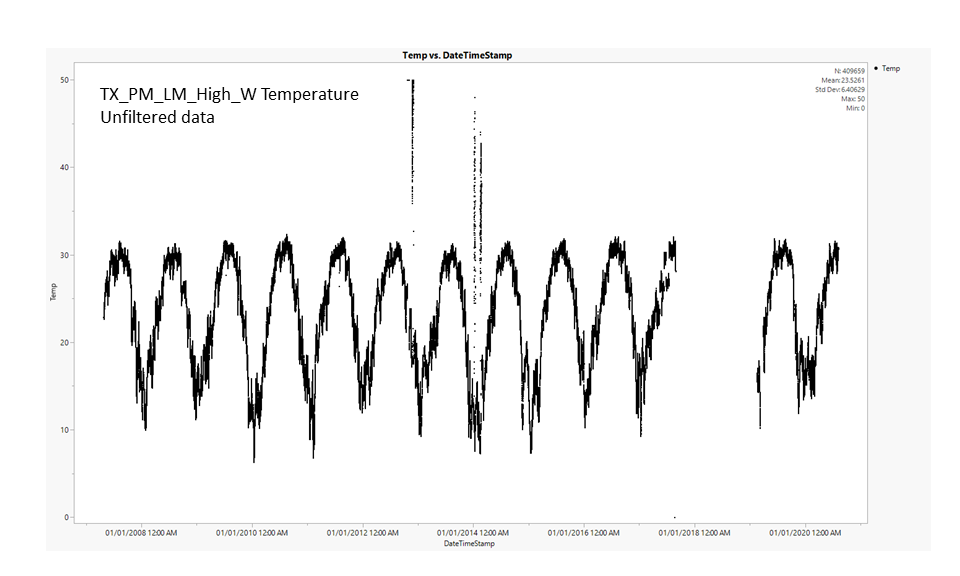 Temp vs. DateTimeStamp
TX_PM_LM_High_W Temperature
Unfiltered data
N: 409659
Mean: 23.5261
Std Dev: 6.40629
Max: 50
Min: 0
Temp
50
40
30
20
10
0
Temp
01/01/2008 12:00 AM
01/01/2010 12:00 AM
01/01/2012 12:00 AM
01/01/2014 12:00 AM
01/01/2016 12:00 AM
01/01/2018 12:00 AM
01/01/2020 12:00 AM
DateTimeStamp